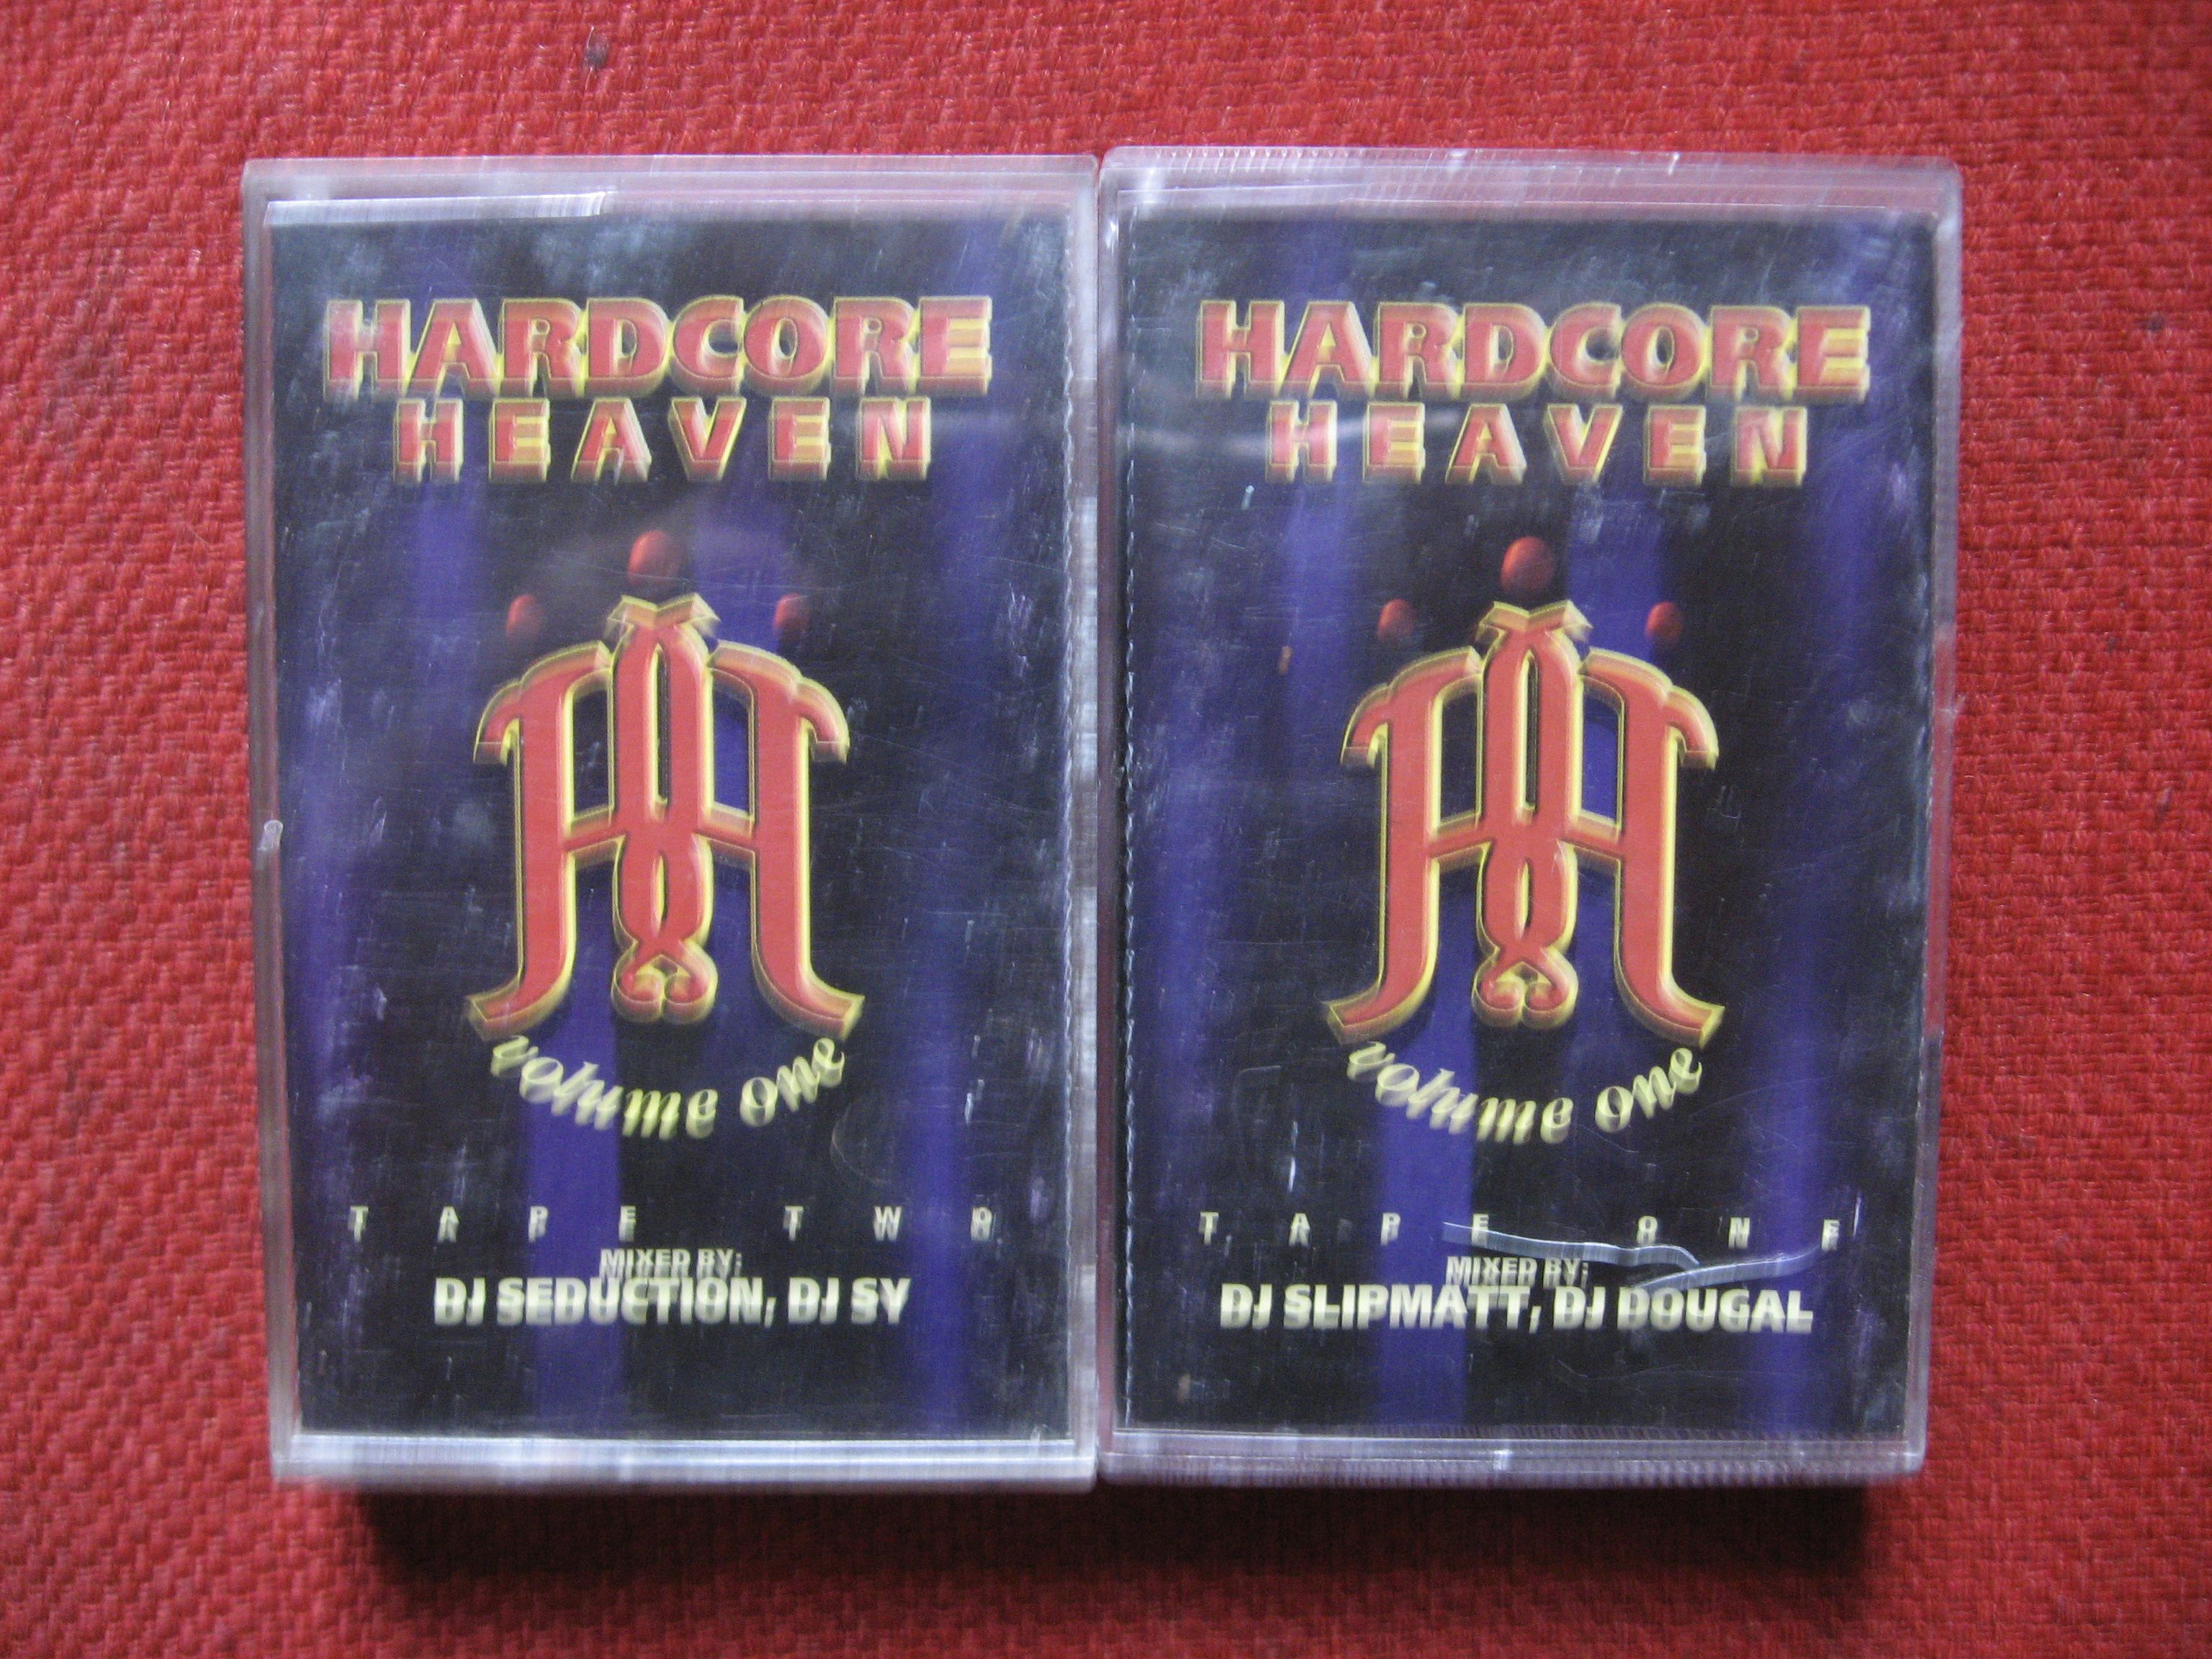 HARDCORE
HEAVEN
volume one
TAPE TWO
MIXED BY:
DJ SEDUCTION, DJ SY
HARDCORE
HEAVEN
volume one
TAPE ONE
MIXED BY:
DJ SLIPMATT, DJ DOUGAL